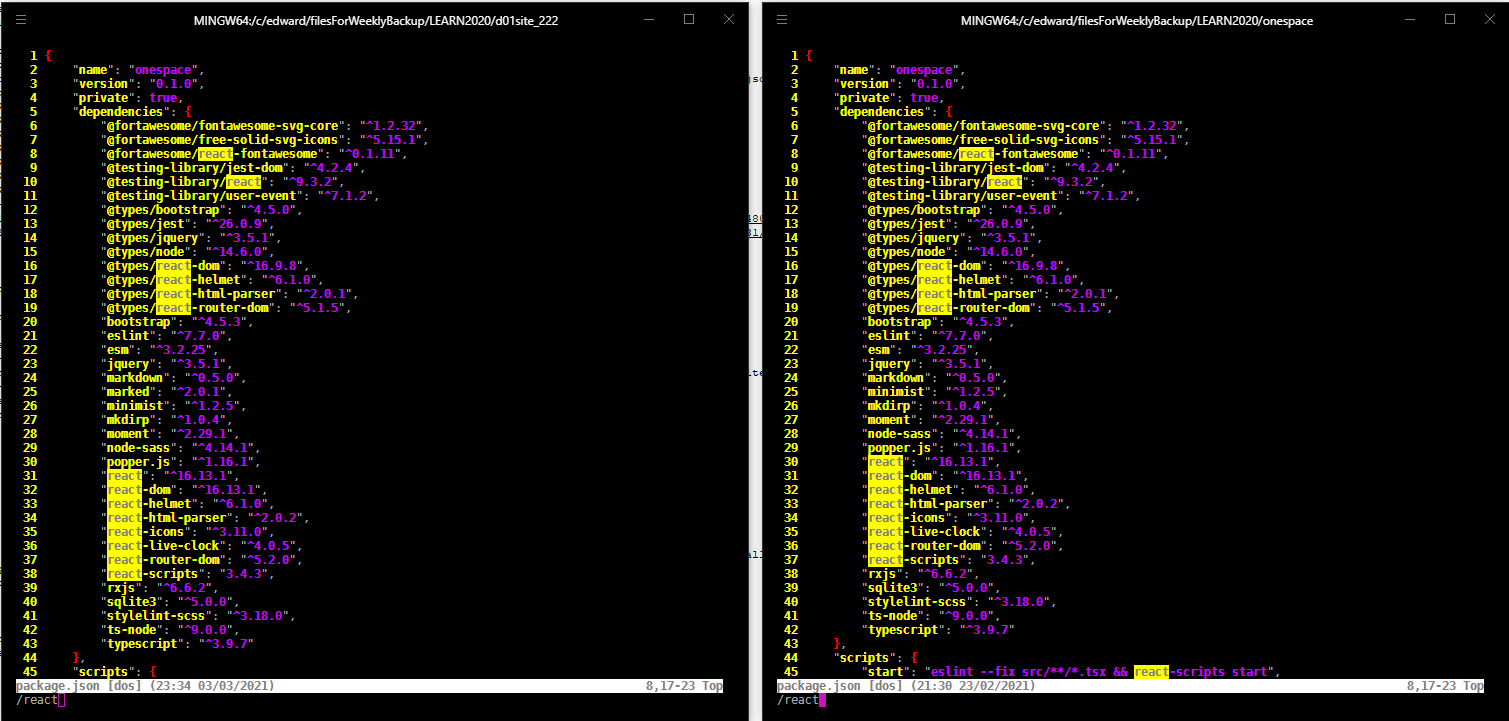 MINGW64:/c/edward/filesForWeeklyBackup/LEARN2020/d01site_222
1 {
2 "name": "onespace",
3 "version": "0.1.0",
4 "private": true,
5 "dependencies": {
6 "@fortawesome/fontawesome-svg-core": "^1.2.32",
7 "@fortawesome/free-solid-svg-icons": "^5.15.1",
8 "@fortawesome/react-fontawesome": "^0.1.11",
9 "@testing-library/jest-dom": "^4.2.4",
10 "@testing-library/react": "^9.3.2",
11 "@testing-library/user-event": "^7.1.2",
12 "@types/bootstrap": "^4.5.0",
13 "@types/jest": "^26.0.9",
14 "@types/jquery": "^3.5.1",
15 "@types/node": "^14.6.0",
16 "@types/react-dom": "^16.9.8",
17 "@types/react-helmet": "^6.1.0",
18 "@types/react-html-parser": "^2.0.1",
19 "@types/react-router-dom": "^5.1.5",
20 "bootstrap": "^4.5.3",
21 "eslint": "^7.7.0",
22 "esm": "^3.2.25",
23 "jquery": "^3.5.1",
24 "markdown": "^0.5.0",
25 "marked": "^2.0.1",
26 "minimist": "^1.2.5",
27 "mkdirp": "^1.0.4",
28 "moment": "^2.29.1",
29 "node-sass": "^4.14.1",
30 "popper.js": "^1.16.1",
31 "react": "^16.13.1",
32 "react-dom": "^16.13.1",
33 "react-helmet": "^6.1.0",
34 "react-html-parser": "^2.0.2",
35 "react-icons": "^3.11.0",
36 "react-live-clock": "^4.0.5",
37 "react-router-dom": "^5.2.0",
38 "react-scripts": "3.4.3",
39 "rxjs": "^6.6.2",
40 "sqlite3": "^5.0.0",
41 "stylelint-scss": "^3.18.0",
42 "ts-node": "^9.0.0",
43 "typescript": "^3.9.7"
44 },
45 "scripts": {
package.json [dos] (23:34 03/03/2021) 8,17-23 Top
/react
MINGW64:/c/edward/filesForWeeklyBackup/LEARN2020/onespace
1 {
2 "name": "onespace",
3 "version": "0.1.0",
4 "private": true,
5 "dependencies": {
6 "@fortawesome/fontawesome-svg-core": "^1.2.32",
7 "@fortawesome/free-solid-svg-icons": "^5.15.1",
8 "@fortawesome/react-fontawesome": "^0.1.11",
9 "@testing-library/jest-dom": "^4.2.4",
10 "@testing-library/react": "^9.3.2",
11 "@testing-library/user-event": "^7.1.2",
12 "@types/bootstrap": "^4.5.0",
13 "@types/jest": "^26.0.9",
14 "@types/jquery": "^3.5.1",
15 "@types/node": "^14.6.0",
16 "@types/react-dom": "^16.9.8",
17 "@types/react-helmet": "^6.1.0",
18 "@types/react-html-parser": "^2.0.1",
19 "@types/react-router-dom": "^5.1.5",
20 "bootstrap": "^4.5.3",
21 "eslint": "^7.7.0",
22 "esm": "^3.2.25",
23 "jquery": "^3.5.1",
24 "markdown": "^0.5.0",
25 "minimist": "^1.2.5",
26 "mkdirp": "^1.0.4",
27 "moment": "^2.29.1",
28 "node-sass": "^4.14.1",
29 "popper.js": "^1.16.1",
30 "react": "^16.13.1",
31 "react-dom": "^16.13.1",
32 "react-helmet": "^6.1.0",
33 "react-html-parser": "^2.0.2",
34 "react-icons": "^3.11.0",
35 "react-live-clock": "^4.0.5",
36 "react-router-dom": "^5.2.0",
37 "react-scripts": "3.4.3",
38 "rxjs": "^6.6.2",
39 "sqlite3": "^5.0.0",
40 "stylelint-scss": "^3.18.0",
41 "ts-node": "^9.0.0",
42 "typescript": "^3.9.7"
43 },
44 "scripts": {
45 "start": "eslint --fix src/**/*.tsx && react-scripts start",
package.json [dos] (21:30 23/02/2021) 8,17-23 Top
/react